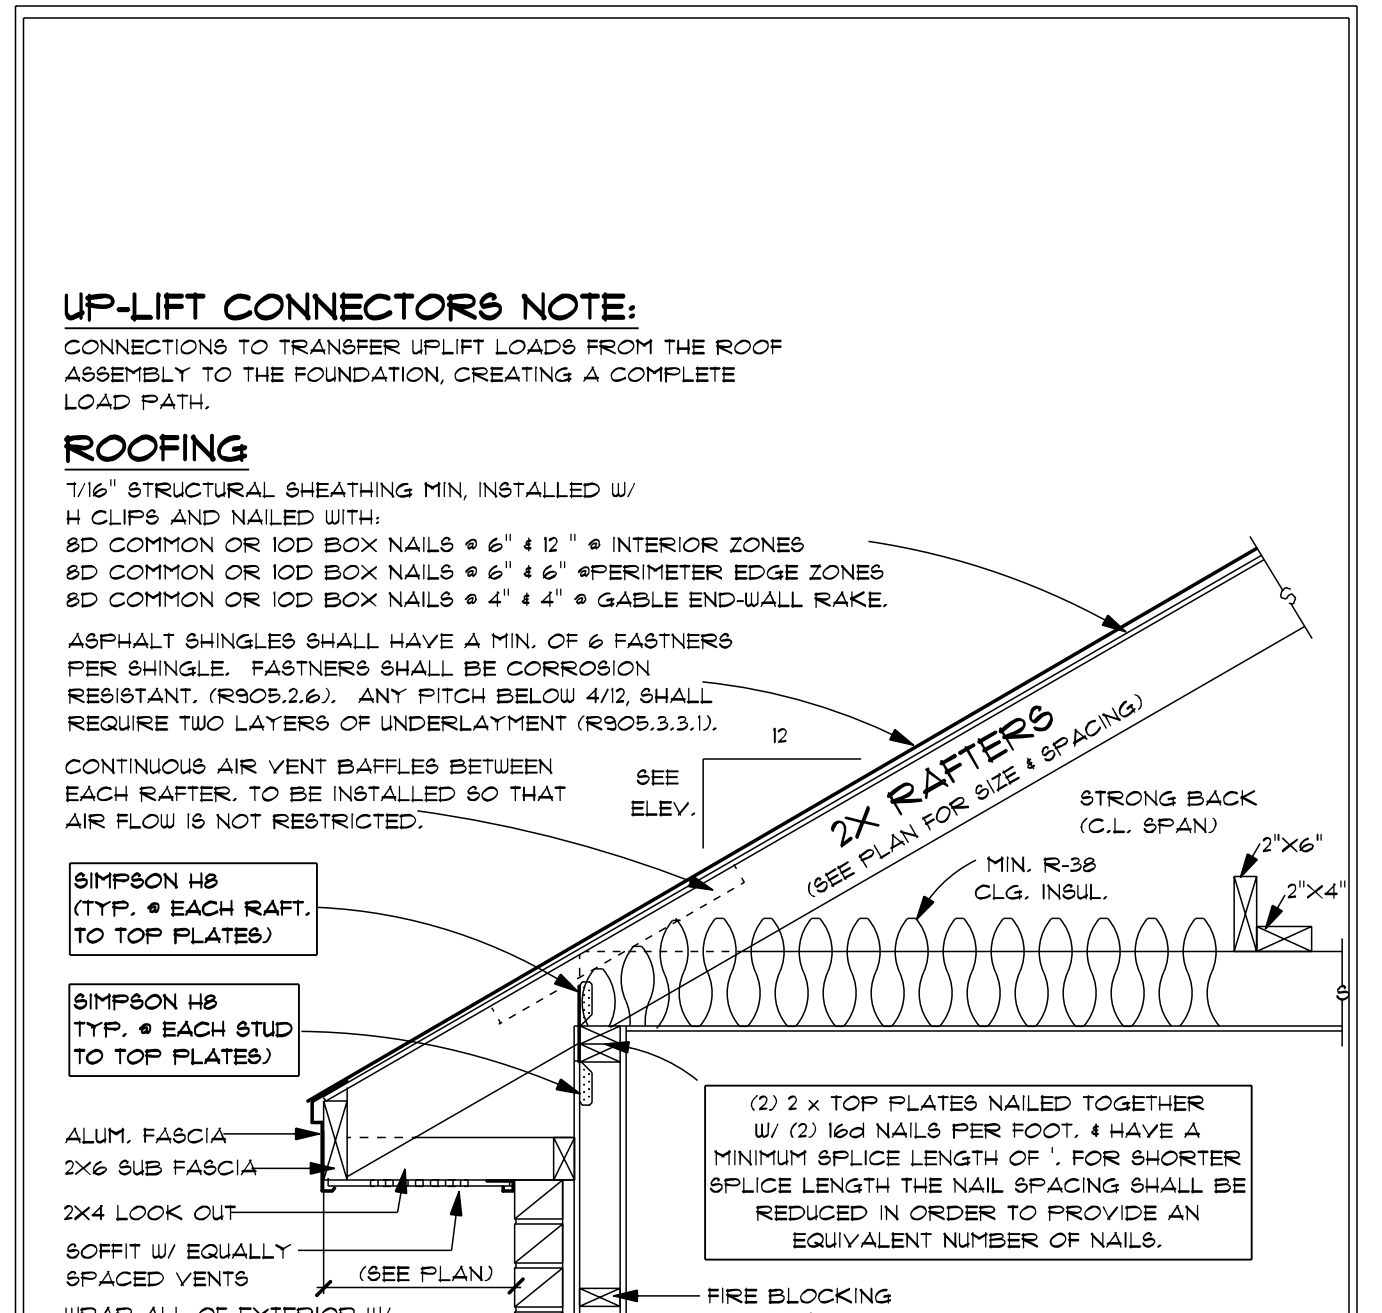 UP-LIFT CONNECTORS NOTE:
CONNECTIONS TO TRANSFER UPLIFT LOADS FROM THE ROOF
ASSEMBLY TO THE FOUNDATION, CREATING A COMPLETE
LOAD PATH.
ROOFING
7/16" STRUCTURAL SHEATHING MIN, INSTALLED W/
H CLIPS AND NAILED WITH:
8D COMMON OR 10D BOX NAILS @ 6" & 12 " @ INTERIOR ZONES
8D COMMON OR 10D BOX NAILS @ 6" & 6" @PERIMETER EDGE ZONES
8D COMMON OR 10D BOX NAILS @ 4" & 4" @ GABLE END-WALL RAKE.
ASPHALT SHINGLES SHALL HAVE A MIN. OF 6 FASTNERS
PER SHINGLE. FASTNERS SHALL BE CORROSION
RESISTANT. (R905.2.6). ANY PITCH BELOW 4/12, SHALL
REQUIRE TWO LAYERS OF UNDERLAYMENT (R905.3.3.1).
CONTINUOUS AIR VENT BAFFLES BETWEEN
EACH RAFTER. TO BE INSTALLED SO THAT
AIR FLOW IS NOT RESTRICTED.
12
SEE
ELEV.
2X RAFTERS
(SEE PLAN FOR SIZE & SPACING)
STRONG BACK
(C.L. SPAN)
2"X6"
2"X4"
MIN. R-38
CLG. INSUL.
S
S
SIMPSON H8
(TYP. @ EACH RAFT.
TO TOP PLATES)
SIMPSON H8
TYP. @ EACH STUD
TO TOP PLATES)
(2) 2 x TOP PLATES NAILED TOGETHER
W/ (2) 16d NAILS PER FOOT. & HAVE A
MINIMUM SPLICE LENGTH OF '. FOR SHORTER
SPLICE LENGTH THE NAIL SPACING SHALL BE
REDUCED IN ORDER TO PROVIDE AN
EQUIVALENT NUMBER OF NAILS.
ALUM. FASCIA
2X6 SUB FASCIA
2X4 LOOK OUT
SOFFIT W/ EQUALLY
SPACED VENTS
(SEE PLAN)
FIRE BLOCKING
WRAP ALL OF EXTERIOR W/